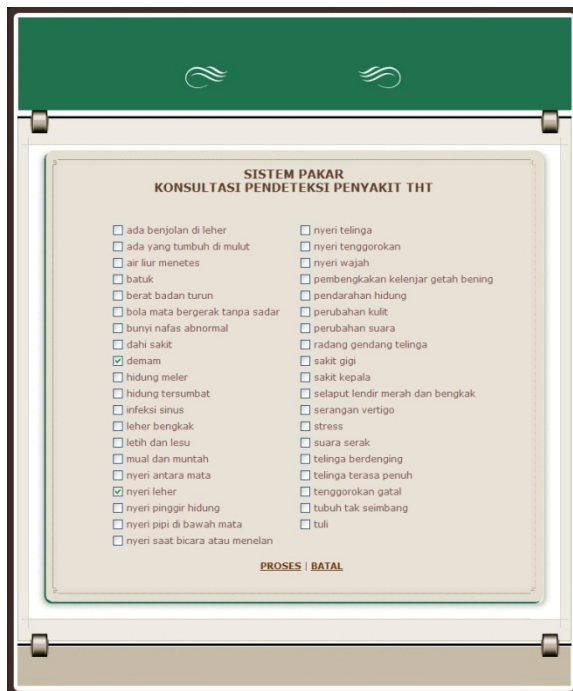 SISTEM PAKAR
KONSULTASI PENDETEKSI PENYAKIT THT
ada benjolan di leher
ada yang tumbuh di mulut
air liur menetes
batuk
berat badan turun
bola mata bergerak tanpa sadar
bunyi nafas abnormal
dahi sakit
demam
hidung meler
hidung tersumbat
infeksi sinus
leher bengkak
letih dan lesu
mual dan muntah
nyeri antara mata
nyeri leher
nyeri pinggir hidung
nyeri pipi di bawah mata
nyeri saat bicara atau menelan
nyeri telinga
nyeri tenggorokan
nyeri wajah
pembengkakan kelenjar getah bening
pendarahan hidung
perubahan kulit
perubahan suara
radang gendang telinga
sakit gigi
sakit kepala
selaput lendir merah dan bengkak
serangan vertigo
stress
suara serak
telinga berdenging
telinga terasa penuh
tenggorokan gatal
tubuh tak seimbang
tuli
PROSES | BATAL